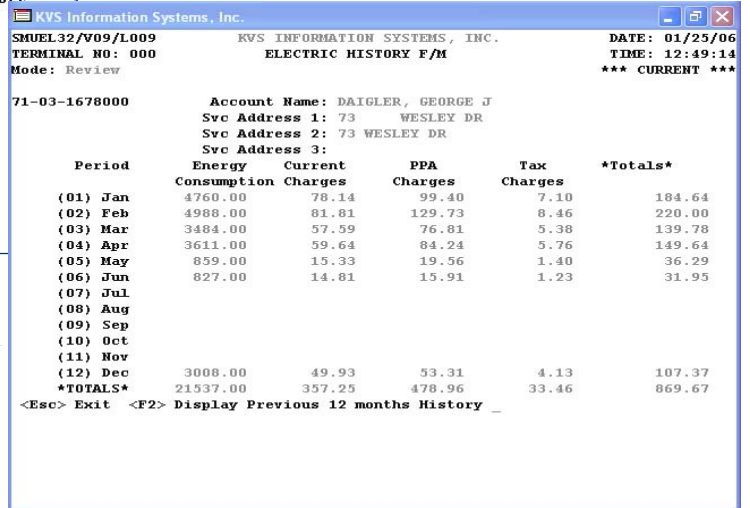 KVS Information Systems, Inc.
SMUEL32/V09/L009 KVS INFORMATION SYSTEMS, INC. DATE: 01/25/06
TERMINAL NO: 000 ELECTRIC HISTORY F/M TIME: 12:49:14
Mode: Review *** CURRENT ***
71-03-1678000 Account Name: DAIGLER, GEORGE J
Svc Address 1: 73 WESLEY DR
Svc Address 2: 73 WESLEY DR
Svc Address 3:
Period Energy Current PPA Tax *Totals*
Consumption Charges Charges Charges
(01) Jan 4760.00 78.14 99.40 7.10 184.64
(02) Feb 4988.00 81.81 129.73 8.46 220.00
(03) Mar 3484.00 57.59 76.81 5.38 139.78
(04) Apr 3611.00 59.64 84.24 5.76 149.64
(05) May 859.00 15.33 19.56 1.40 36.29
(06) Jun 827.00 14.81 15.91 1.23 31.95
(07) Jul
(08) Aug
(09) Sep
(10) Oct
(11) Nov
(12) Dec 3008.00 49.93 53.31 4.13 107.37
*TOTALS* 21537.00 357.25 478.96 33.46 869.67
<Esc> Exit <F2> Display Previous 12 months History _